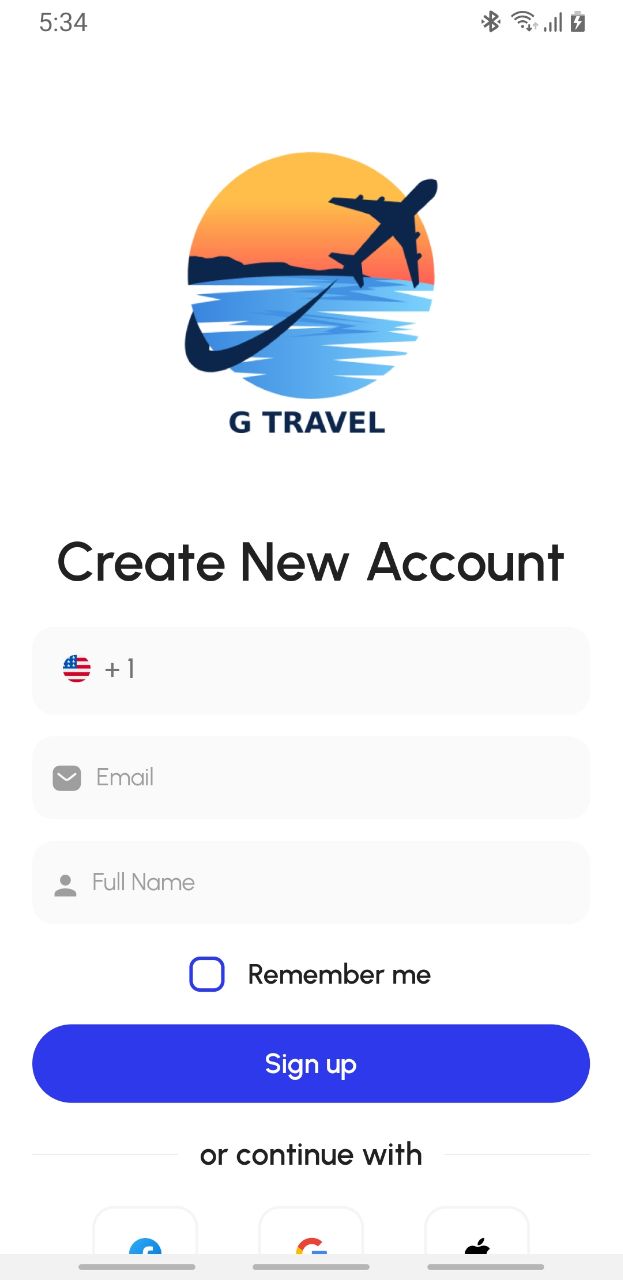 5:34
G TRAVEL
Create New Account
+ 1
Email
Full Name
Remember me
Sign up
or continue with